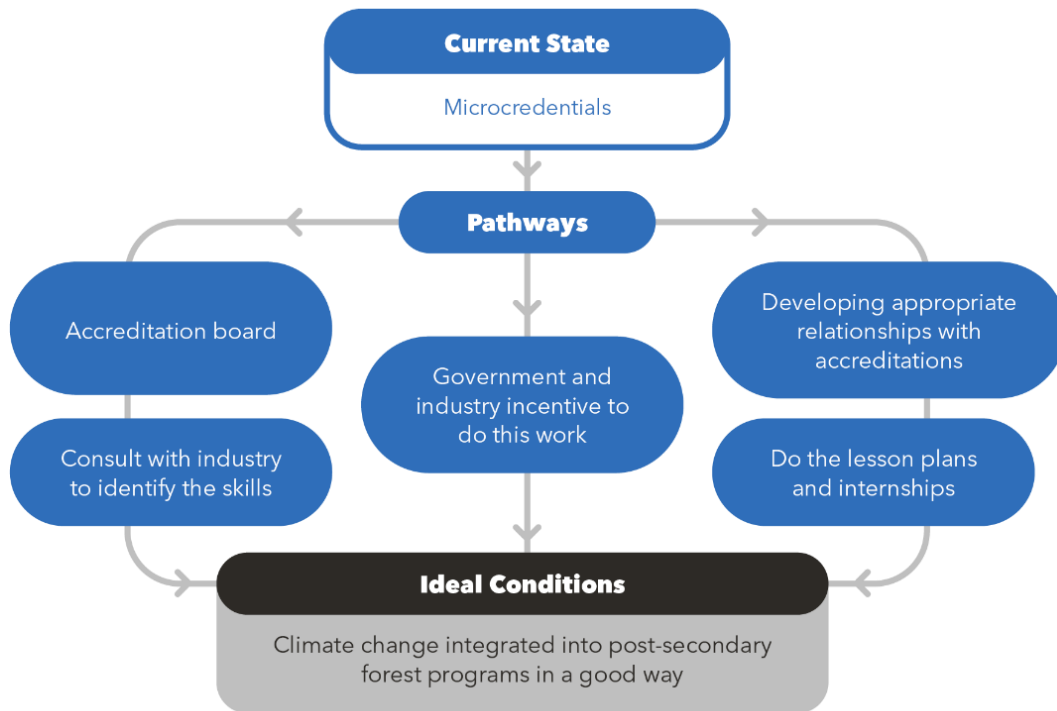 Current State
Microcredentials
Pathways
Accreditation board
Consult with industry
to identify the skills
Government and
industry incentive to
do this work
Developing appropriate
relationships with
accreditations
Do the lesson plans
and internships
Ideal Conditions
Climate change integrated into post-secondary
forest programs in a good way